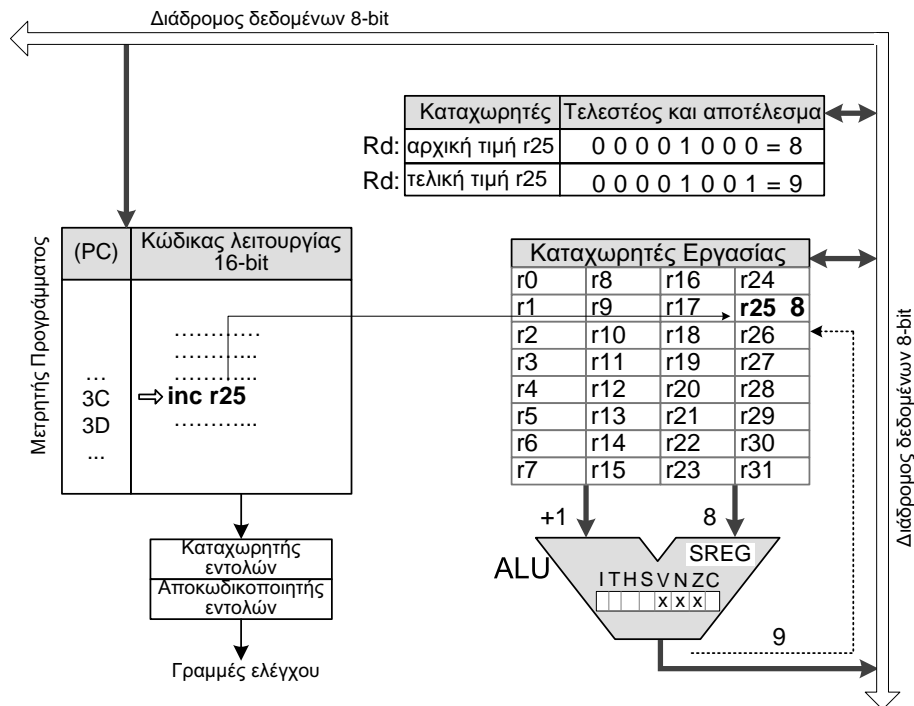 Διάδρομος δεδομένων 8-bit
Καταχωρητές Τελεστέος και αποτέλεσμα
Rd: αρχική τιμή r25 0 0 0 0 1 0 0 0 = 8
Rd: τελική τιμή r25 0 0 0 0 1 0 0 1 = 9
Μετρητής Προγράμματος
(PC) Κώδικας λειτουργίας
16-bit
…………
………...
… ………...
3C ⇨ inc r25
3D ………...
...
Καταχωρητές Εργασίας
r0 r8 r16 r24
r1 r9 r17 r25 8
r2 r10 r18 r26
r3 r11 r19 r27
r4 r12 r20 r28
r5 r13 r21 r29
r6 r14 r22 r30
r7 r15 r23 r31
Διάδρομος δεδομένων 8-bit
+1 8
ALU SREG
I T H S V N Z C
x x x
9
Καταχωρητής
εντολών
Αποκωδικοποιητής
εντολών
Γραμμές ελέγχου